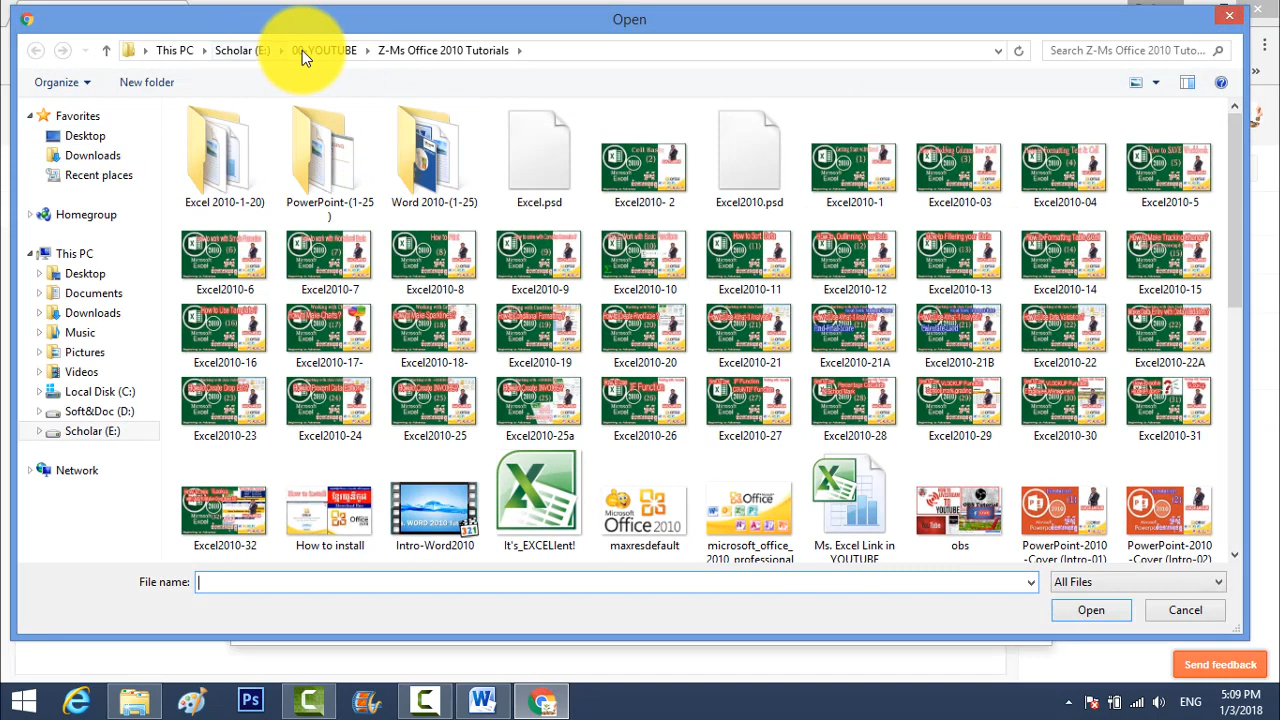 Open
This PC
Scholar (E:)
YOUTUBE
Z-Ms Office 2010 Tutorials
Search Z-Ms Office 2010 Tuto...
Organize
New folder
Favorites
Desktop
Downloads
Recent places
Homegroup
This PC
Desktop
Documents
Downloads
Music
Pictures
Videos
Local Disk (C:)
Soft&Doc (D:)
Scholar (E:)
Network
Excel 2010-1-20)
PowerPoint-(1-25
)
Word 2010-(1-25)
Excel.psd
Excel2010- 2
Excel2010.psd
Excel2010-1
Excel2010-03
Excel2010-04
Excel2010-5
Excel2010-6
Excel2010-7
Excel2010-8
Excel2010-9
Excel2010-10
Excel2010-11
Excel2010-12
Excel2010-13
Excel2010-14
Excel2010-15
Excel2010-16
Excel2010-17-
Excel2010-18-
Excel2010-19
Excel2010-20
Excel2010-21
Excel2010-21A
Excel2010-21B
Excel2010-22
Excel2010-22A
Excel2010-23
Excel2010-24
Excel2010-25
Excel2010-25a
Excel2010-26
Excel2010-27
Excel2010-28
Excel2010-29
Excel2010-30
Excel2010-31
Excel2010-32
How to install
Intro-Word2010
It's_EXCELlent!
maxresdefault
microsoft_office_
2010_professional
Ms. Excel Link in
YOUTUBE
obs
PowerPoint-2010
-Cover (Intro-01)
PowerPoint-2010
-Cover (Intro-02)
File name:
All Files
Open
Cancel
Send feedback
ENG
5:09 PM
1/3/2018